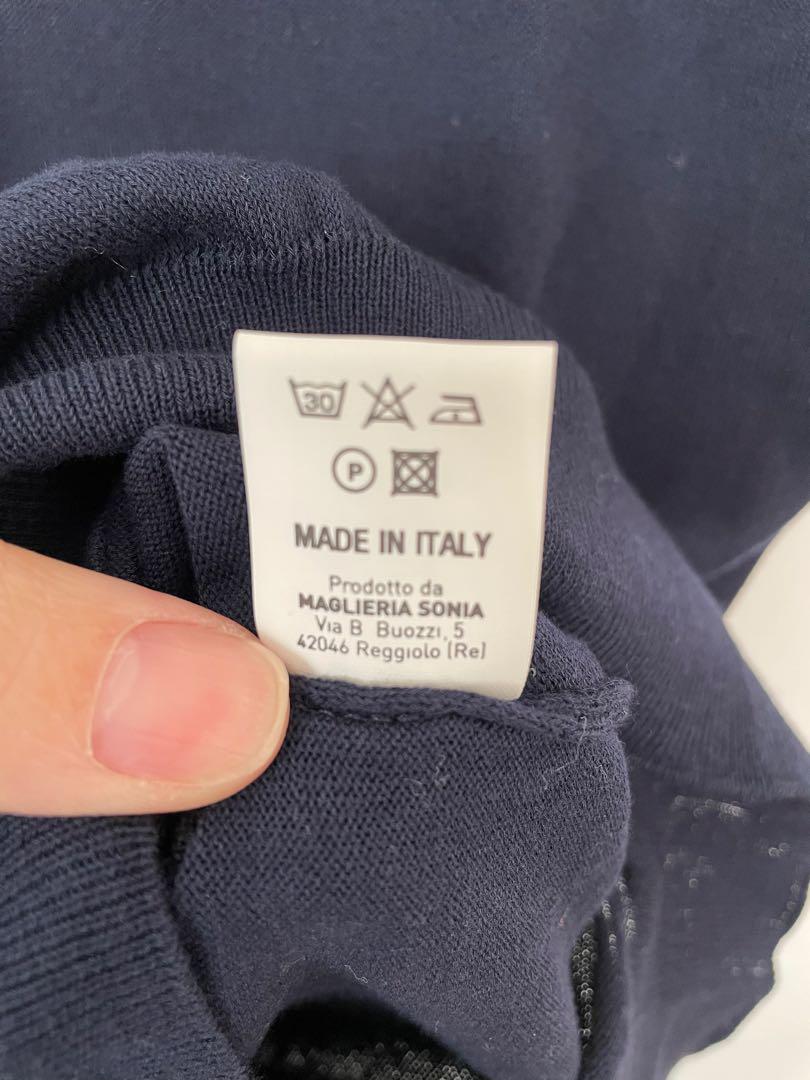 30
P
MADE IN ITALY
Prodotto da
MAGLIERIA SONIA
Via B. Buozzi, 5
42046 Reggiolo (Re)